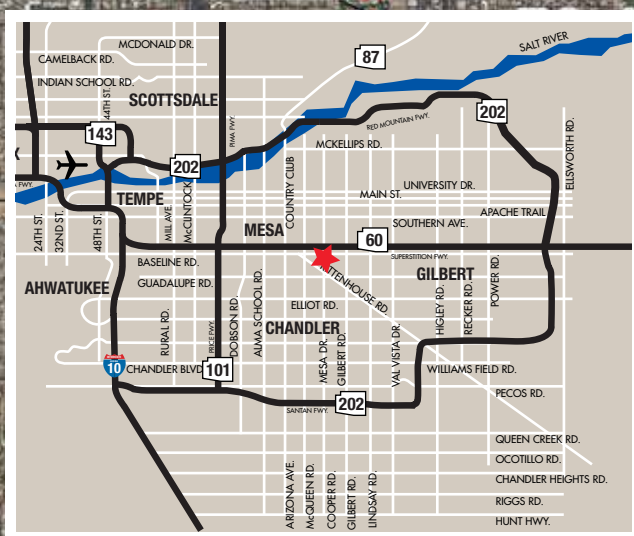 MCDONALD DR.
CAMELBACK RD.
INDIAN SCHOOL RD.
44TH ST.
SCOTTSDALE
87
SALT RIVER
143
202
PIMA FWY.
RED MOUNTAIN FWY.
202
MCKELLIPS RD.
ELLSWORTH RD.
FWY.
TEMPE
COUNTRY CLUB
UNIVERSITY DR.
MAIN ST.
APACHE TRAIL
SOUTHERN AVE.
24TH ST.
32ND ST.
48TH ST.
MILL AVE.
McCLINTOCK
MESA
60
SUPERSTITION FWY.
BASELINE RD.
GUADALUPE RD.
AHWATUKEE
GILBERT
RITTENHOUSE RD.
ELLIOT RD.
CHANDLER
RURAL RD.
PRICE FWY.
DOBSON RD.
ALMA SCHOOL RD.
MESA DR.
GILBERT RD.
VAL VISTA DR.
HIGLEY RD.
RECKER RD.
POWER RD.
10
CHANDLER BLVD
101
WILLIAMS FIELD RD.
PECOS RD.
SANTAN FWY.
202
QUEEN CREEK RD.
OCOTILLO RD.
CHANDLER HEIGHTS RD.
RIGGS RD.
HUNT HWY.
ARIZONA AVE.
McQUEEN RD.
COOPER RD.
GILBERT RD.
LINDSAY RD.